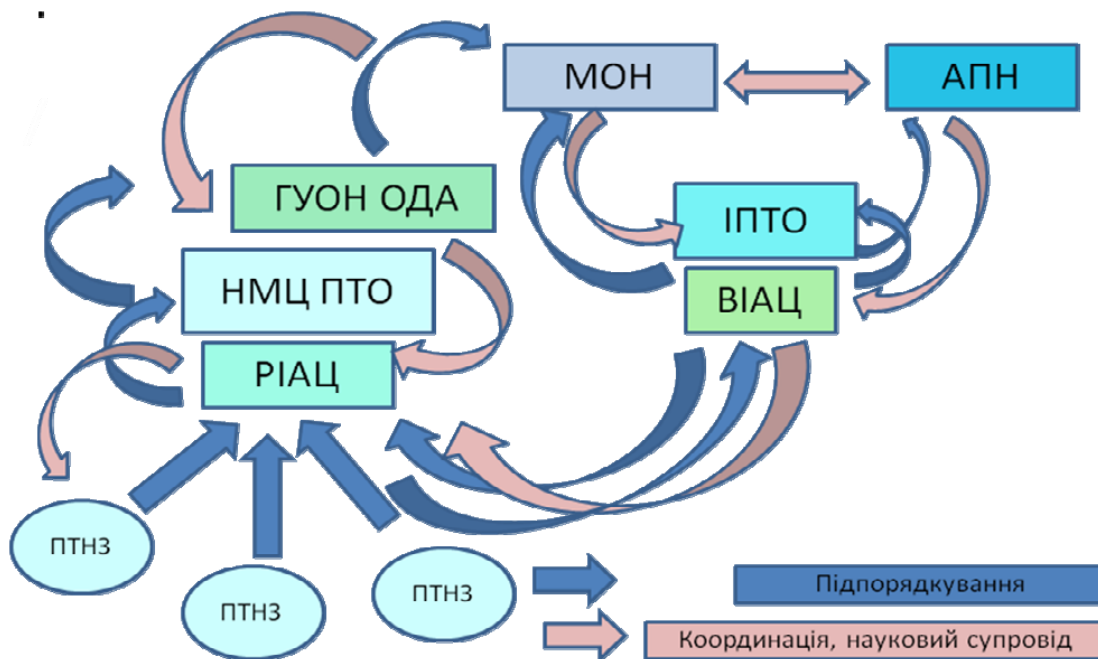 МОН
АПН
ГУОН ОДА
ІПТО
НМЦ ПТО
ВІАЦ
РІАЦ
ПТНЗ
ПТНЗ
ПТНЗ
Підпорядкування
Координація, науковий супровід